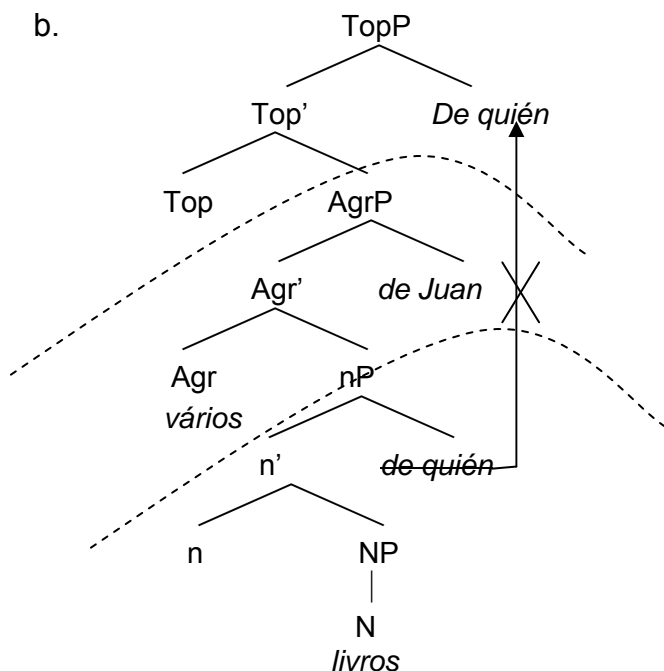 b.
TopP
Top’ De quién
Top AgrP
Agr’ de Juan
Agr nP
vários
n’ de quién
n NP
N
livros